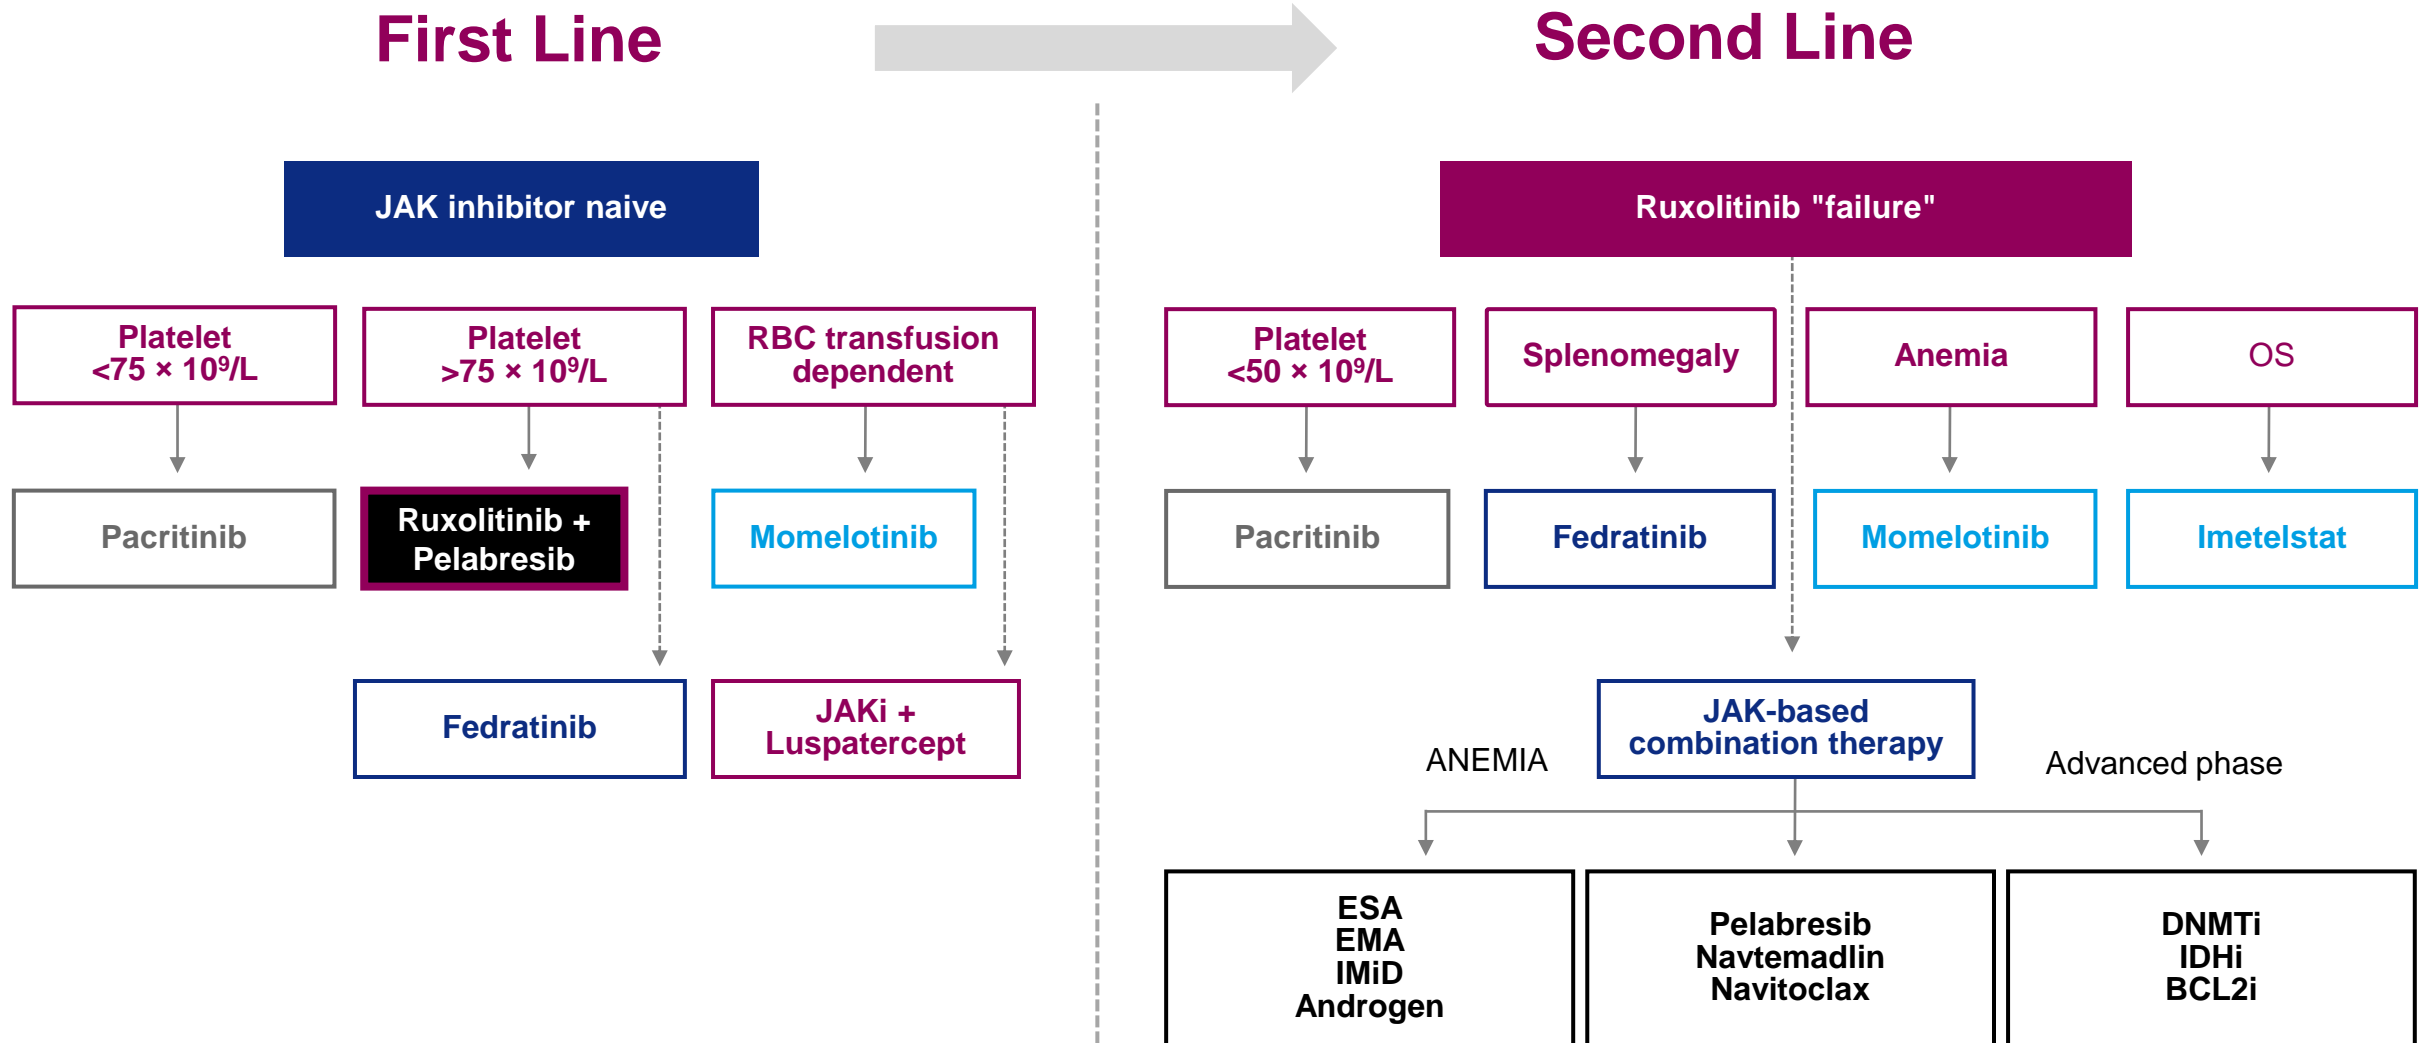 First Line
Second Line
JAK inhibitor naive
Ruxolitinib "failure"
Platelet
<75 × 10⁹/L
Platelet
>75 × 10⁹/L
RBC transfusion
dependent
Platelet
<50 × 10⁹/L
Splenomegaly
Anemia
OS
Pacritinib
Ruxolitinib +
Pelabresib
Momelotinib
Pacritinib
Fedratinib
Momelotinib
Imetelstat
Fedratinib
JAKi +
Luspatercept
JAK-based
combination therapy
ANEMIA
Advanced phase
ESA
EMA
IMiD
Androgen
Pelabresib
Navtemadlin
Navitoclax
DNMTi
IDHi
BCL2i